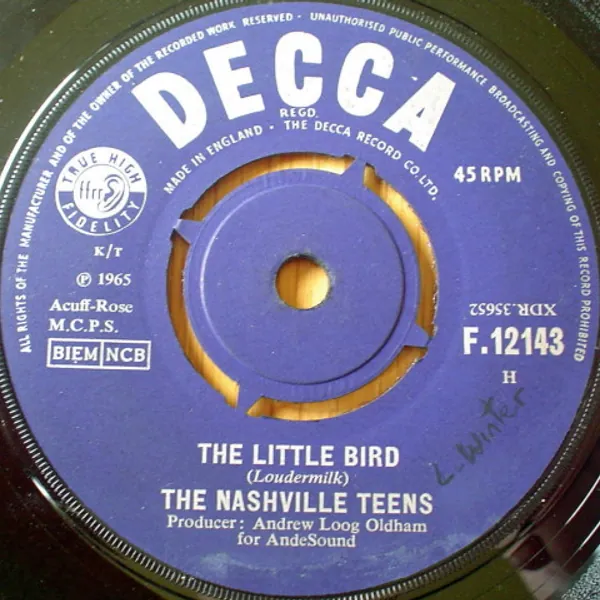 ALL RIGHTS OF THE MANUFACTURER AND OF THE OWNER OF THE RECORDED WORK RESERVED - UNAUTHORISED PUBLIC PERFORMANCE BROADCASTING AND COPYING OF THIS RECORD PROHIBITED
DECCA
REGD.
MADE IN ENGLAND - THE DECCA RECORD CO. LTD.
TRUE HIGH
ffrr
FIDELITY
45 RPM
K/T
℗ 1965
Acuff-Rose
M.C.P.S.
BIEM NCB
XDR.35652
F.12143
H
L. Winter
THE LITTLE BIRD
(Loudermilk)
THE NASHVILLE TEENS
Producer: Andrew Loog Oldham
for AndeSound